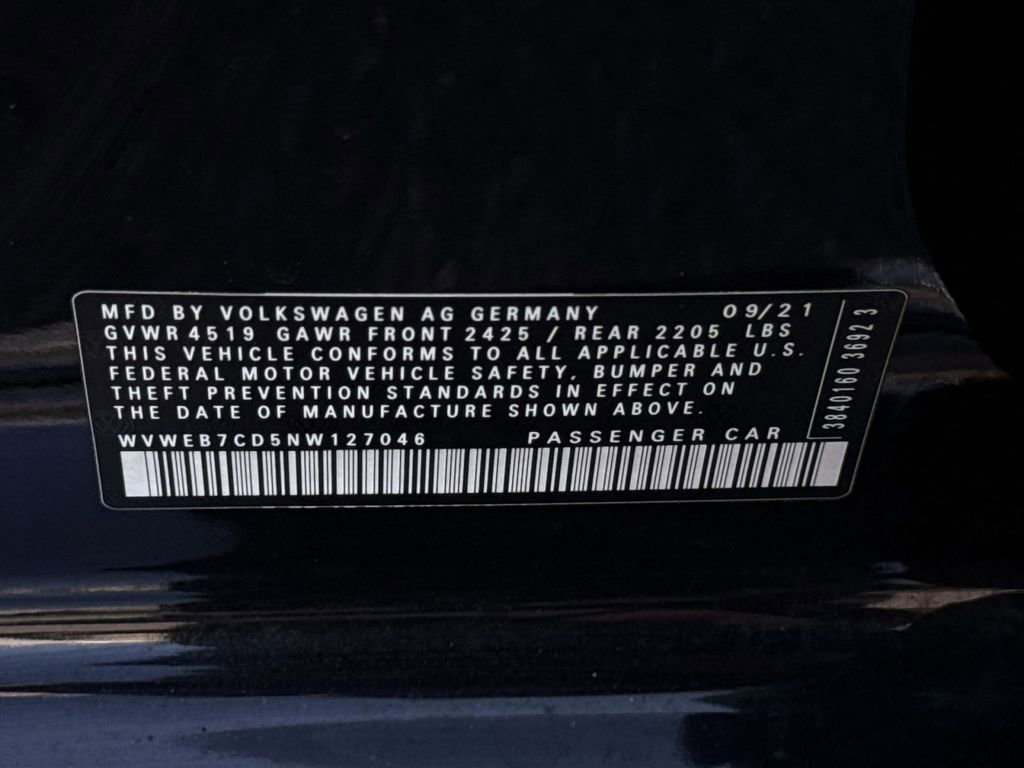 MFD BY VOLKSWAGEN AG GERMANY 09/21
GVWR 4519 GAWR FRONT 2425 / REAR 2205 LBS
THIS VEHICLE CONFORMS TO ALL APPLICABLE U.S.
FEDERAL MOTOR VEHICLE SAFETY, BUMPER AND
THEFT PREVENTION STANDARDS IN EFFECT ON
THE DATE OF MANUFACTURE SHOWN ABOVE.
WVWEB7CD5NW127046 PASSENGER CAR
3840160 36923